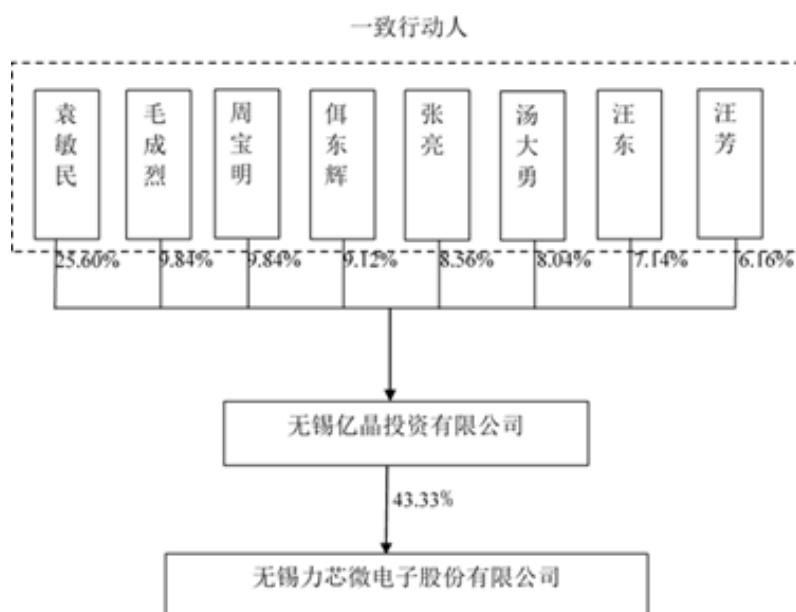 一致行动人
袁敏民
毛成烈
周宝明
佴东辉
张亮
汤大勇
汪东
汪芳
25.60%
9.84%
9.84%
9.12%
8.56%
8.04%
7.14%
6.16%
无锡亿晶投资有限公司
43.33%
无锡力芯微电子股份有限公司